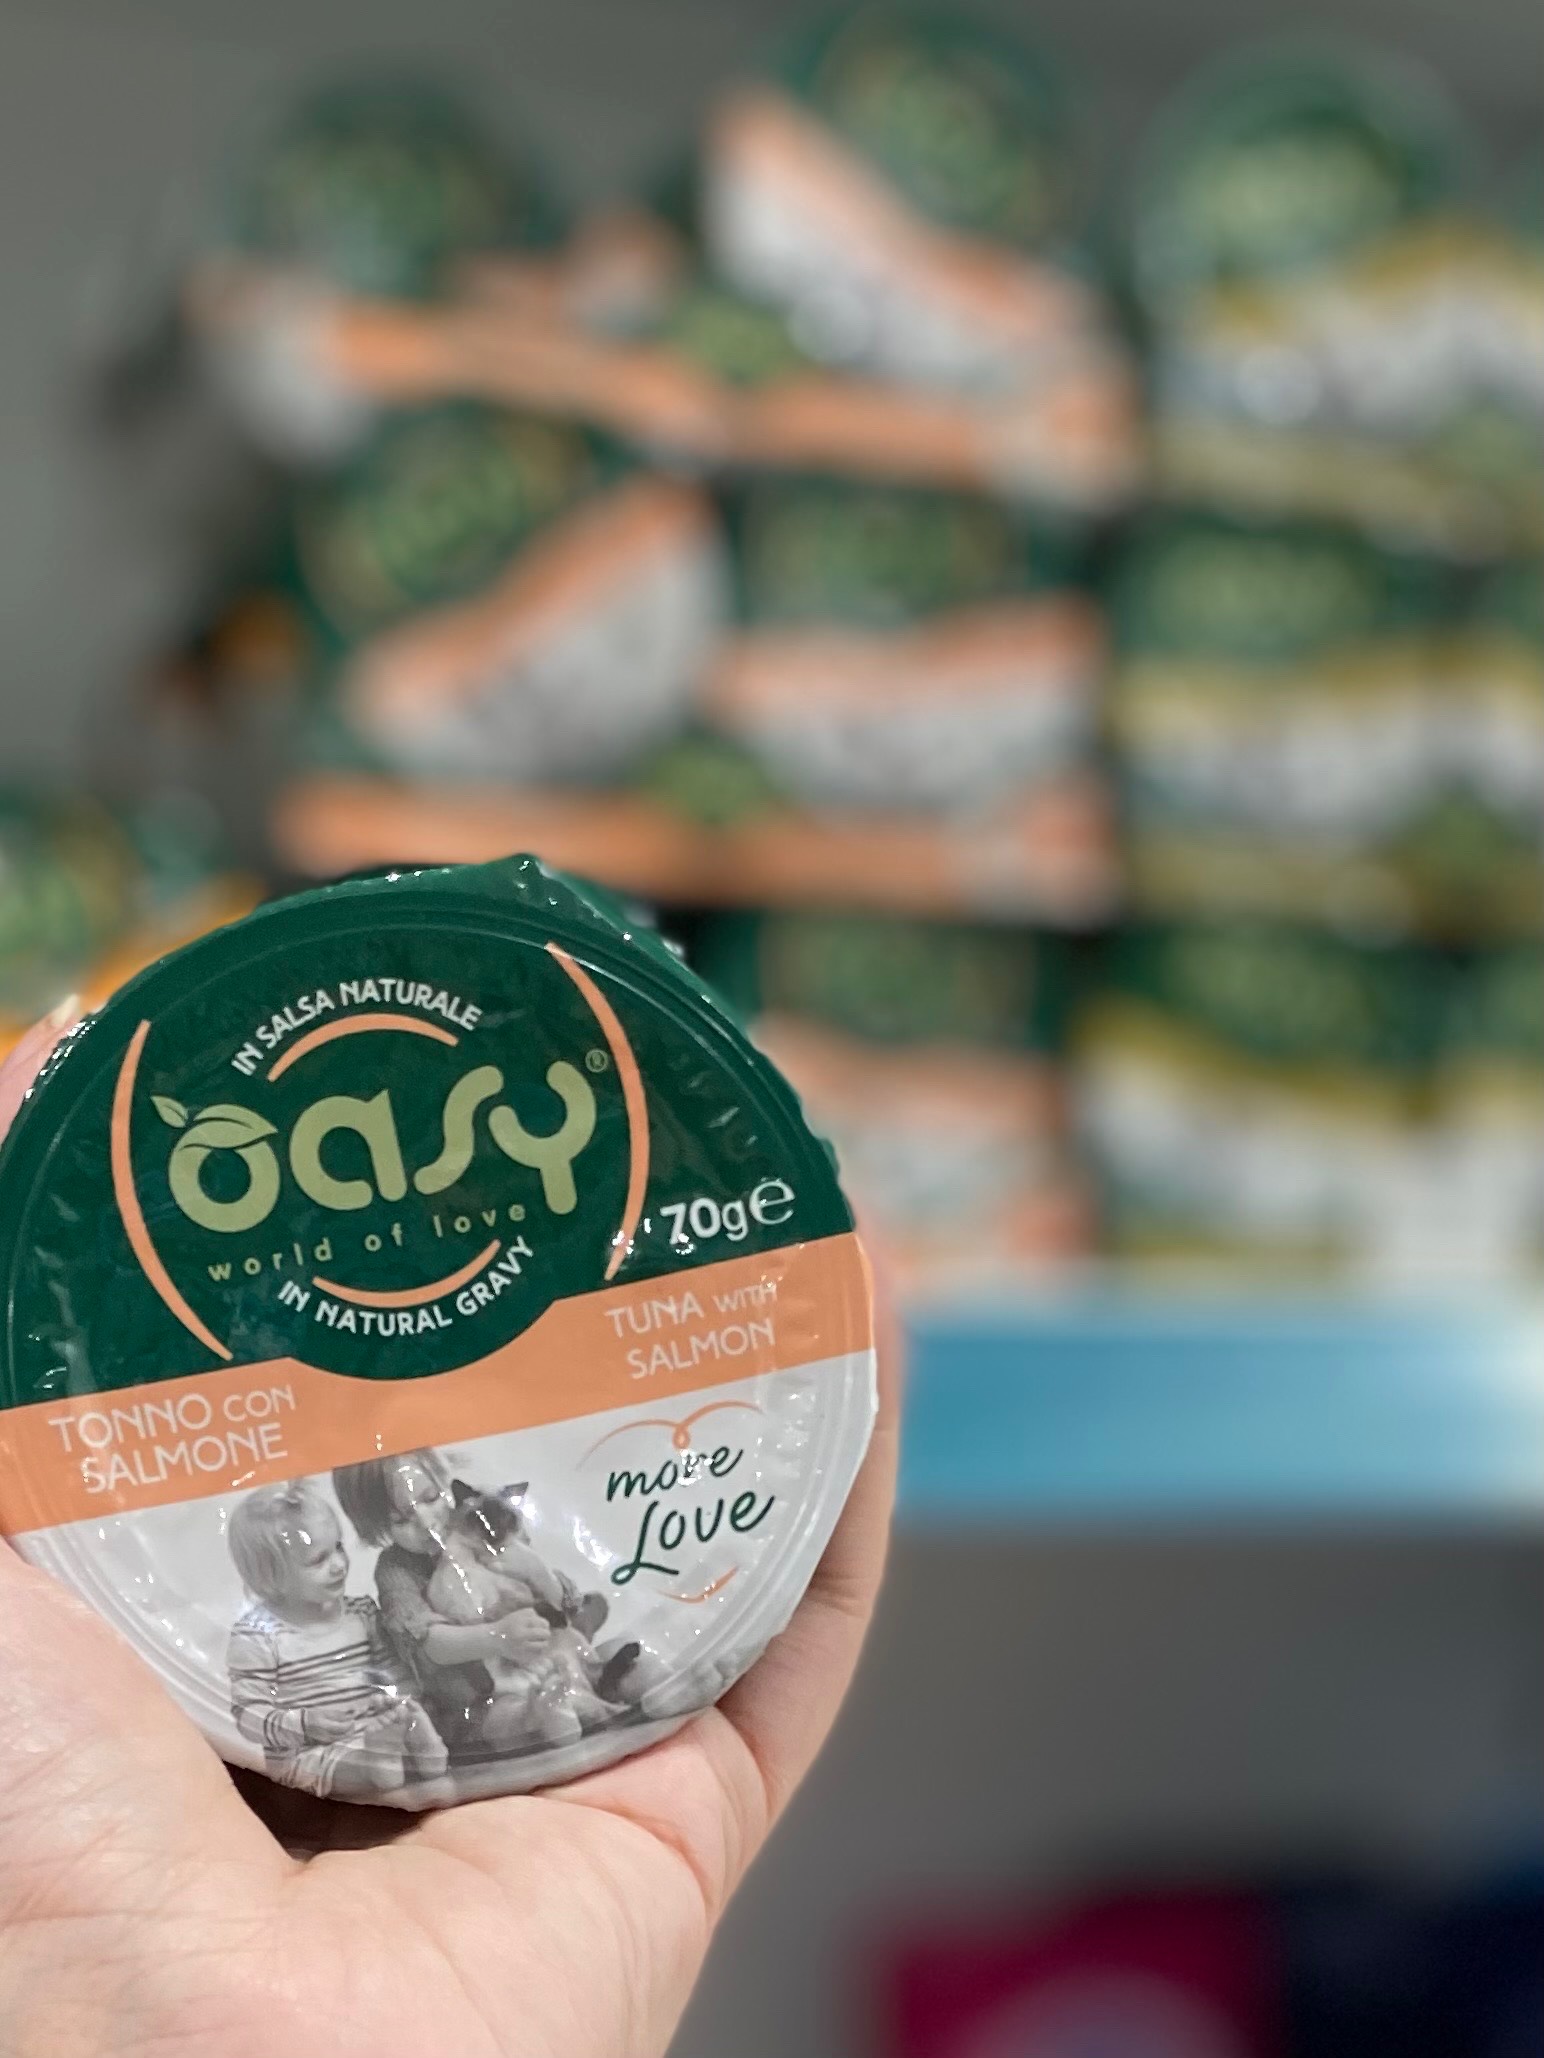 IN SALSA NATURALE
oasy®
world of love
IN NATURAL GRAVY
70g℮
TUNA WITH
SALMON
TONNO CON
SALMONE
more
Love